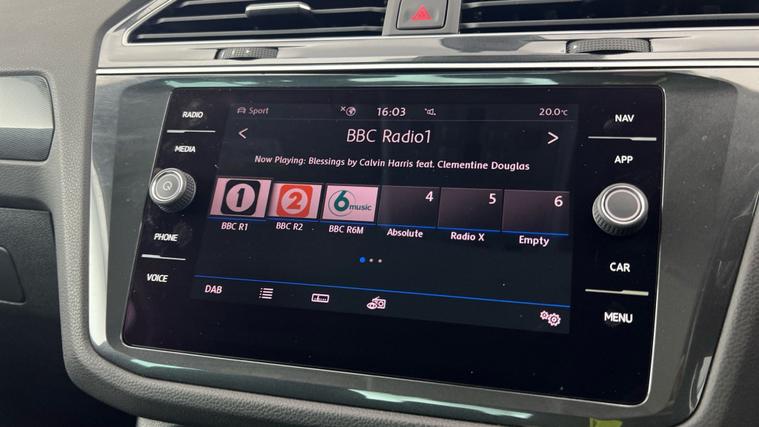 RADIO
MEDIA
PHONE
VOICE
Sport
16:03
20.0°C
< BBC Radio1 >
Now Playing: Blessings by Calvin Harris feat. Clementine Douglas
1 2 6 music 4 5 6
BBC R1 BBC R2 BBC R6M Absolute Radio X Empty
DAB
NAV
APP
CAR
MENU